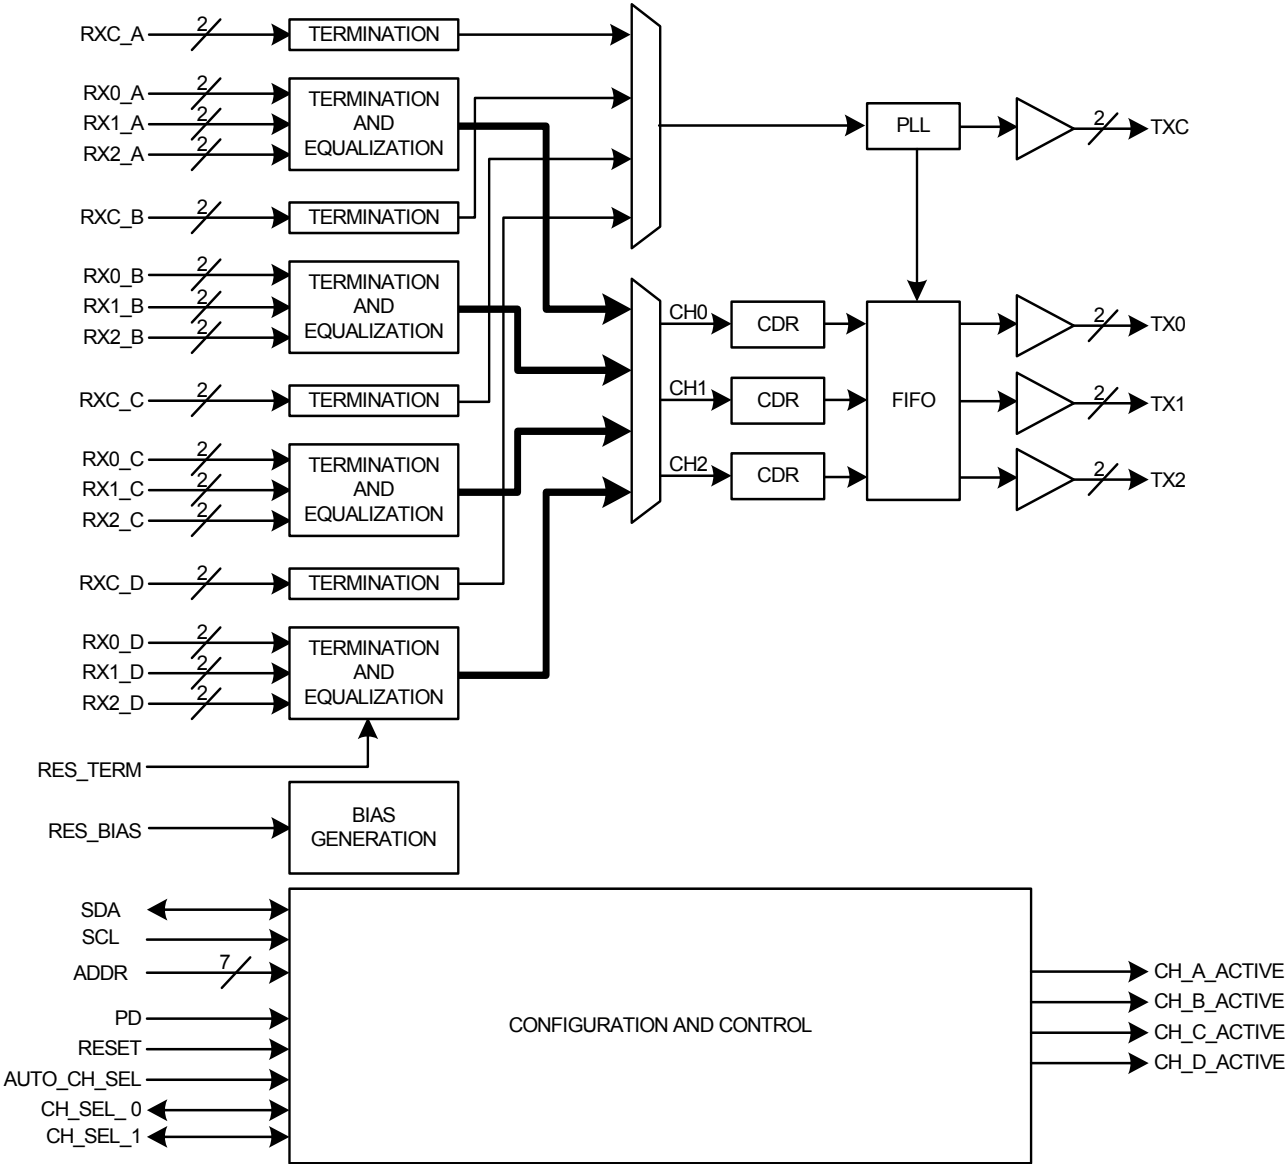 RXC_A
2
TERMINATION
RX0_A
2
RX1_A
2
RX2_A
2
TERMINATION
AND
EQUALIZATION
RXC_B
2
TERMINATION
RX0_B
2
RX1_B
2
RX2_B
2
TERMINATION
AND
EQUALIZATION
RXC_C
2
TERMINATION
RX0_C
2
RX1_C
2
RX2_C
2
TERMINATION
AND
EQUALIZATION
RXC_D
2
TERMINATION
RX0_D
2
RX1_D
2
RX2_D
2
TERMINATION
AND
EQUALIZATION
RES_TERM
RES_BIAS
BIAS
GENERATION
PLL
2
TXC
CH0
CDR
CH1
CDR
CH2
CDR
FIFO
2
TX0
2
TX1
2
TX2
SDA
SCL
ADDR
7
PD
RESET
AUTO_CH_SEL
CH_SEL_ 0
CH_SEL_1
CONFIGURATION AND CONTROL
CH_A_ACTIVE
CH_B_ACTIVE
CH_C_ACTIVE
CH_D_ACTIVE